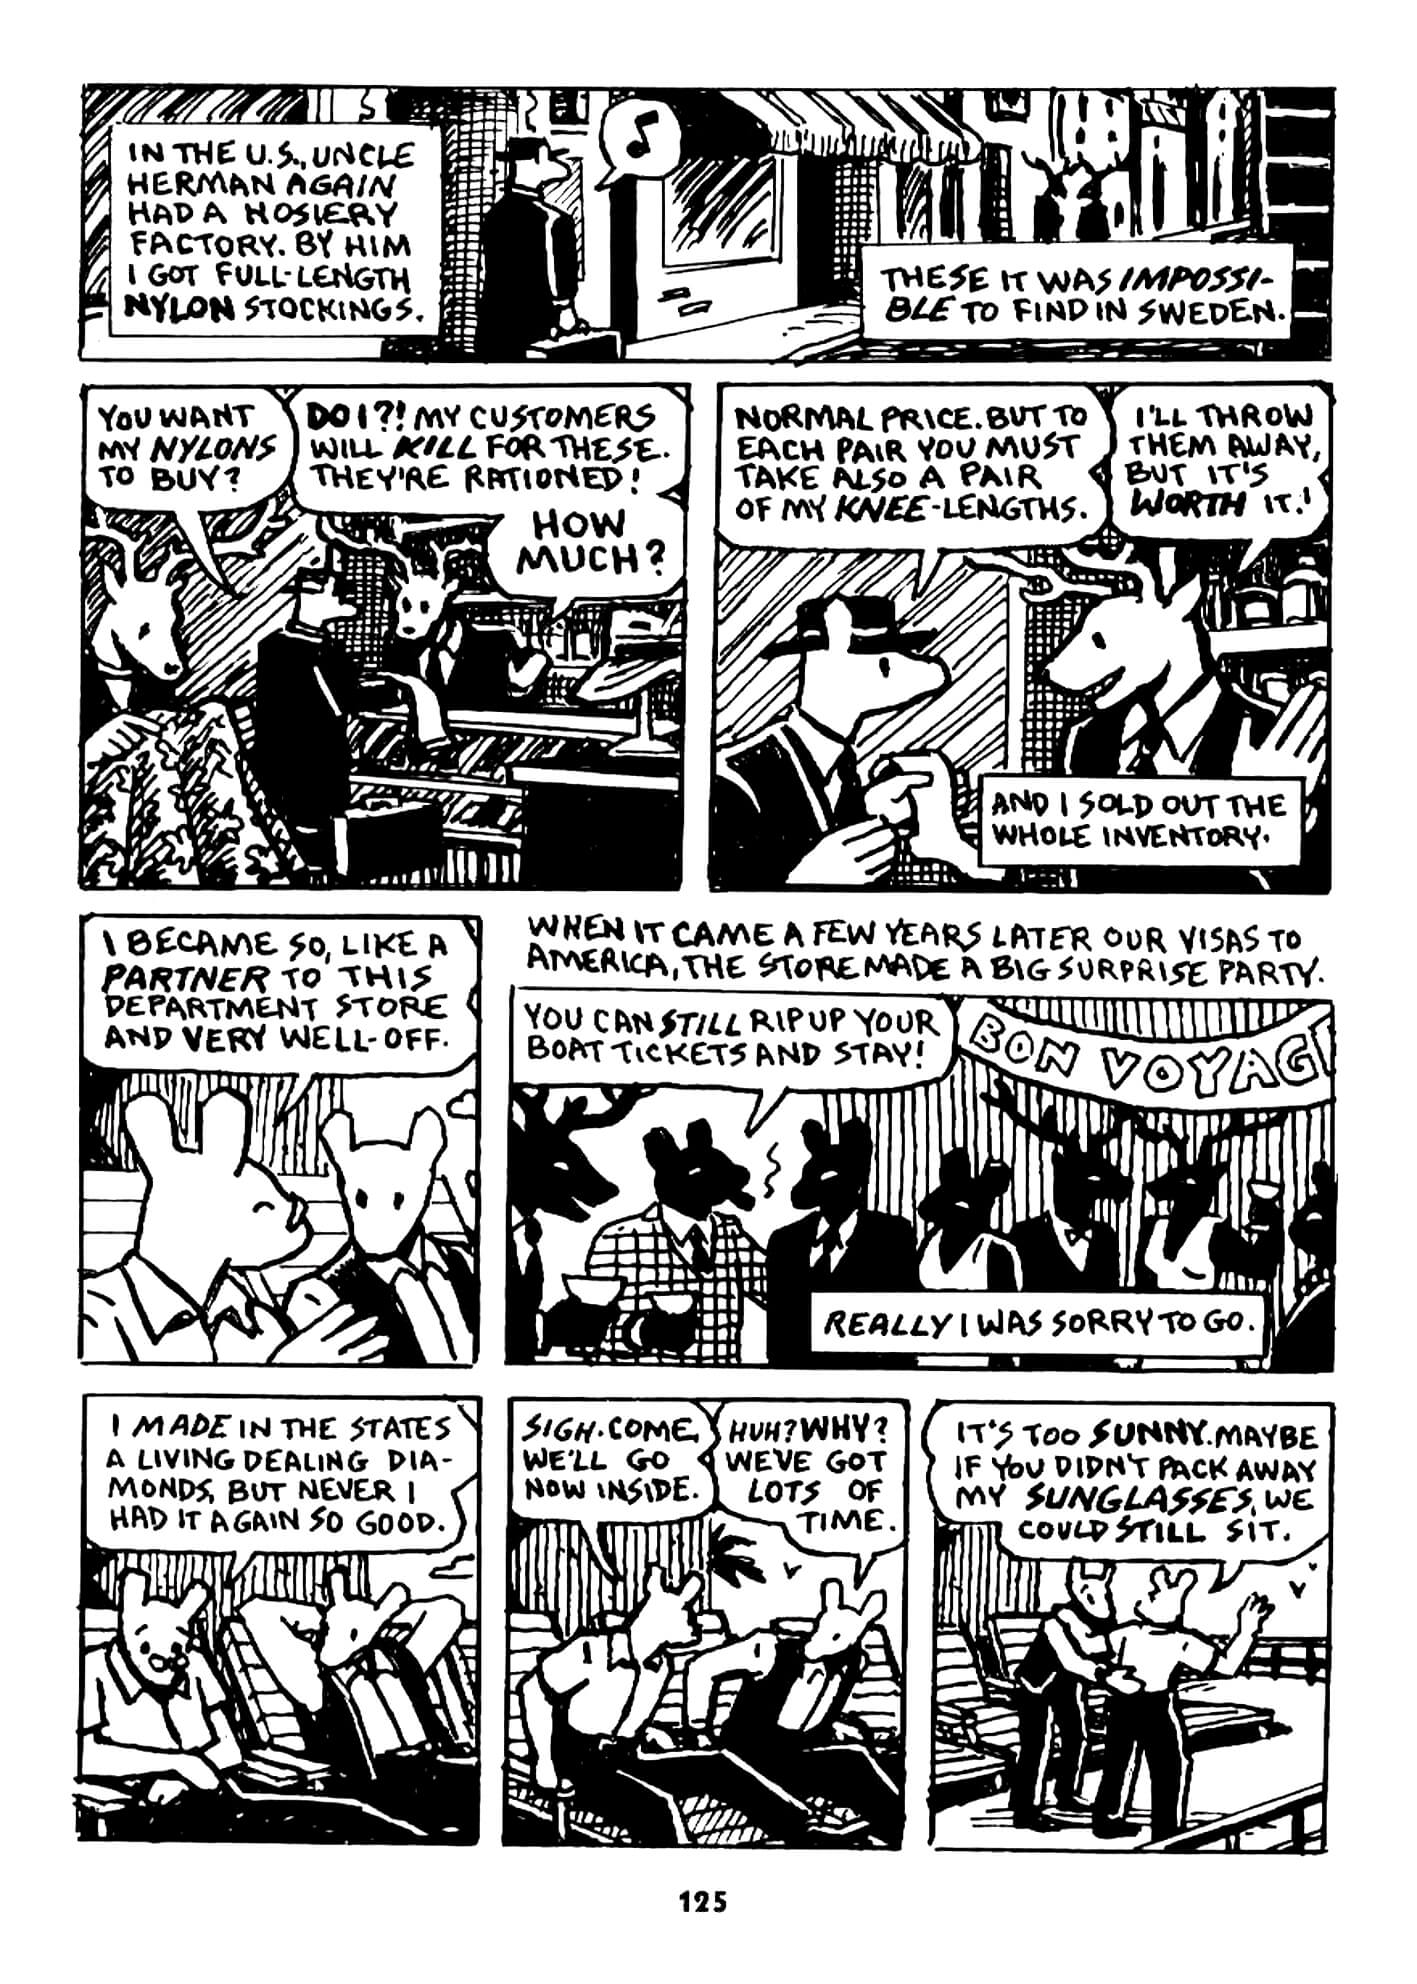 IN THE U.S., UNCLE
HERMAN AGAIN
HAD A HOSIERY
FACTORY. BY HIM
I GOT FULL-LENGTH
NYLON STOCKINGS.
THESE IT WAS IMPOSSI-
BLE TO FIND IN SWEDEN.
YOU WANT
MY NYLONS
TO BUY?
DO I?! MY CUSTOMERS
WILL KILL FOR THESE.
THEY'RE RATIONED!
HOW
MUCH?
NORMAL PRICE. BUT TO
EACH PAIR YOU MUST
TAKE ALSO A PAIR
OF MY KNEE-LENGTHS.
I'LL THROW
THEM AWAY,
BUT IT'S
WORTH IT!
AND I SOLD OUT THE
WHOLE INVENTORY.
I BECAME SO, LIKE A
PARTNER TO THIS
DEPARTMENT STORE
AND VERY WELL-OFF.
WHEN IT CAME A FEW YEARS LATER OUR VISAS TO
AMERICA, THE STORE MADE A BIG SURPRISE PARTY.
YOU CAN STILL RIP UP YOUR
BOAT TICKETS AND STAY!
BON VOYAGE
REALLY I WAS SORRY TO GO.
I MADE IN THE STATES
A LIVING DEALING DIA-
MONDS, BUT NEVER I
HAD IT AGAIN SO GOOD.
SIGH. COME,
WE'LL GO
NOW INSIDE.
HUH? WHY?
WE'VE GOT
LOTS OF
TIME.
IT'S TOO SUNNY. MAYBE
IF YOU DIDN'T PACK AWAY
MY SUNGLASSES, WE
COULD STILL SIT.
125